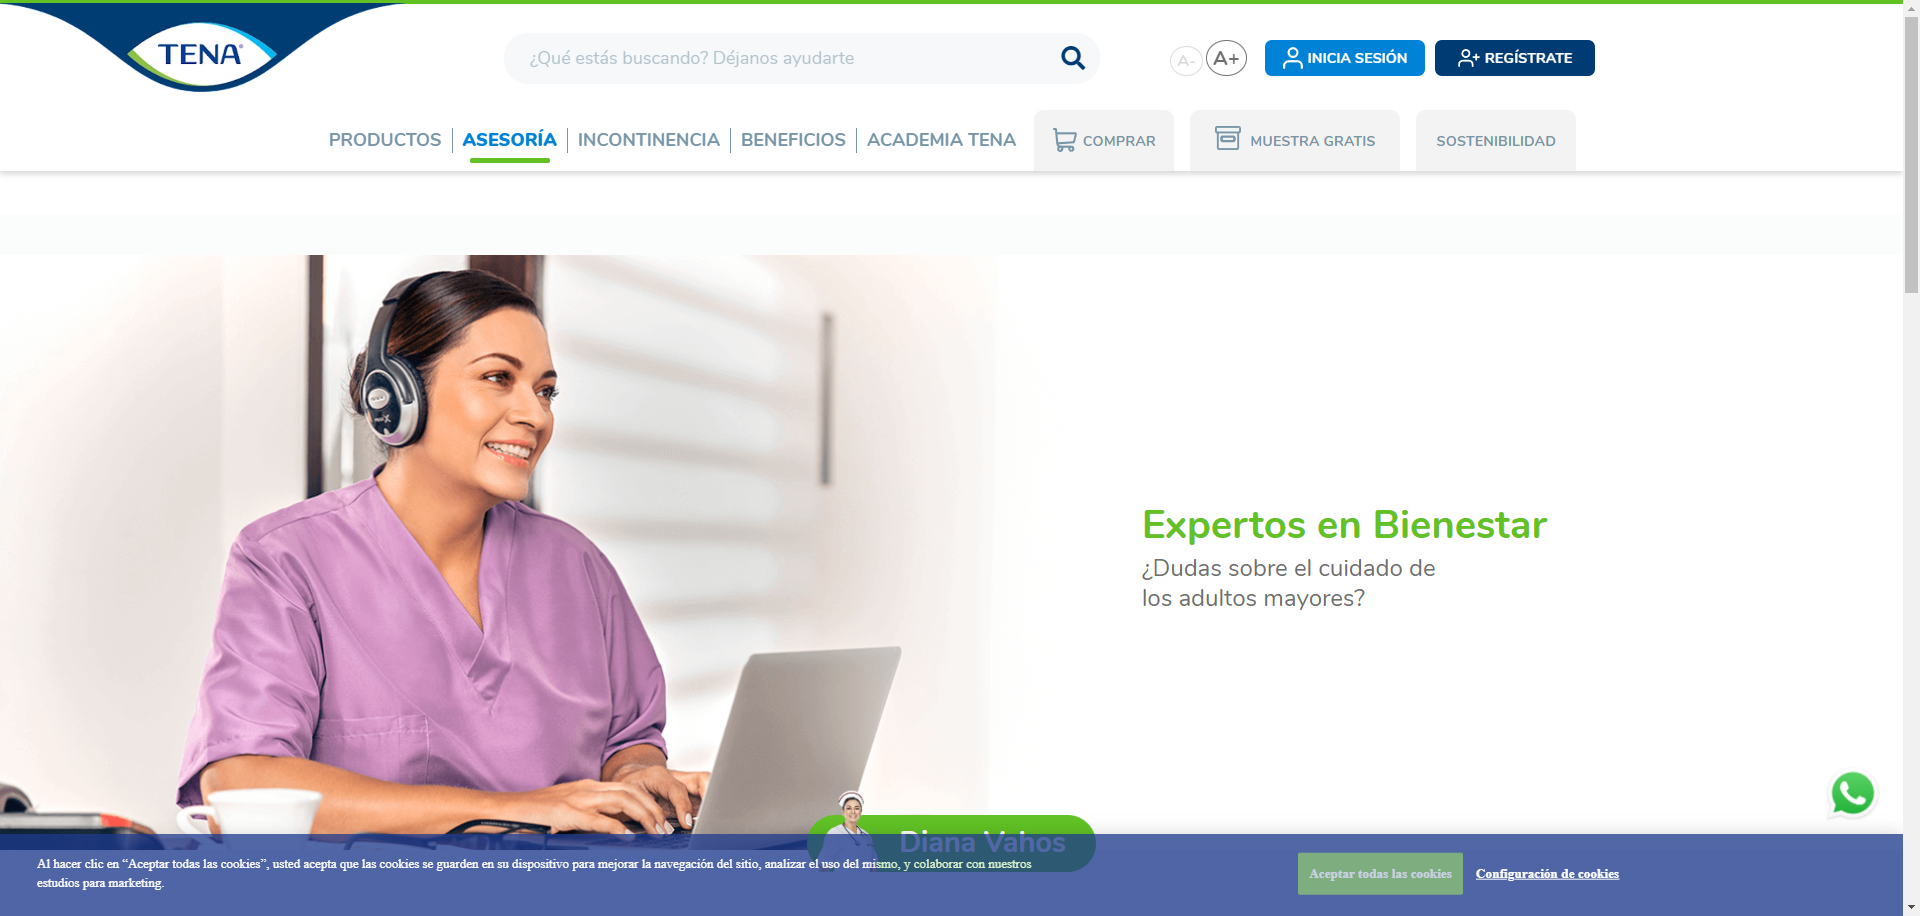 TENA®
¿Qué estás buscando? Déjanos ayudarte
A-
A+
INICIA SESIÓN
REGÍSTRATE
PRODUCTOS
ASESORÍA
INCONTINENCIA
BENEFICIOS
ACADEMIA TENA
COMPRAR
MUESTRA GRATIS
SOSTENIBILIDAD
Expertos en Bienestar
¿Dudas sobre el cuidado de
los adultos mayores?
Diana Vahos
Al hacer clic en “Aceptar todas las cookies”, usted acepta que las cookies se guarden en su dispositivo para mejorar la navegación del sitio, analizar el uso del mismo, y colaborar con nuestros
estudios para marketing.
Aceptar todas las cookies
Configuración de cookies